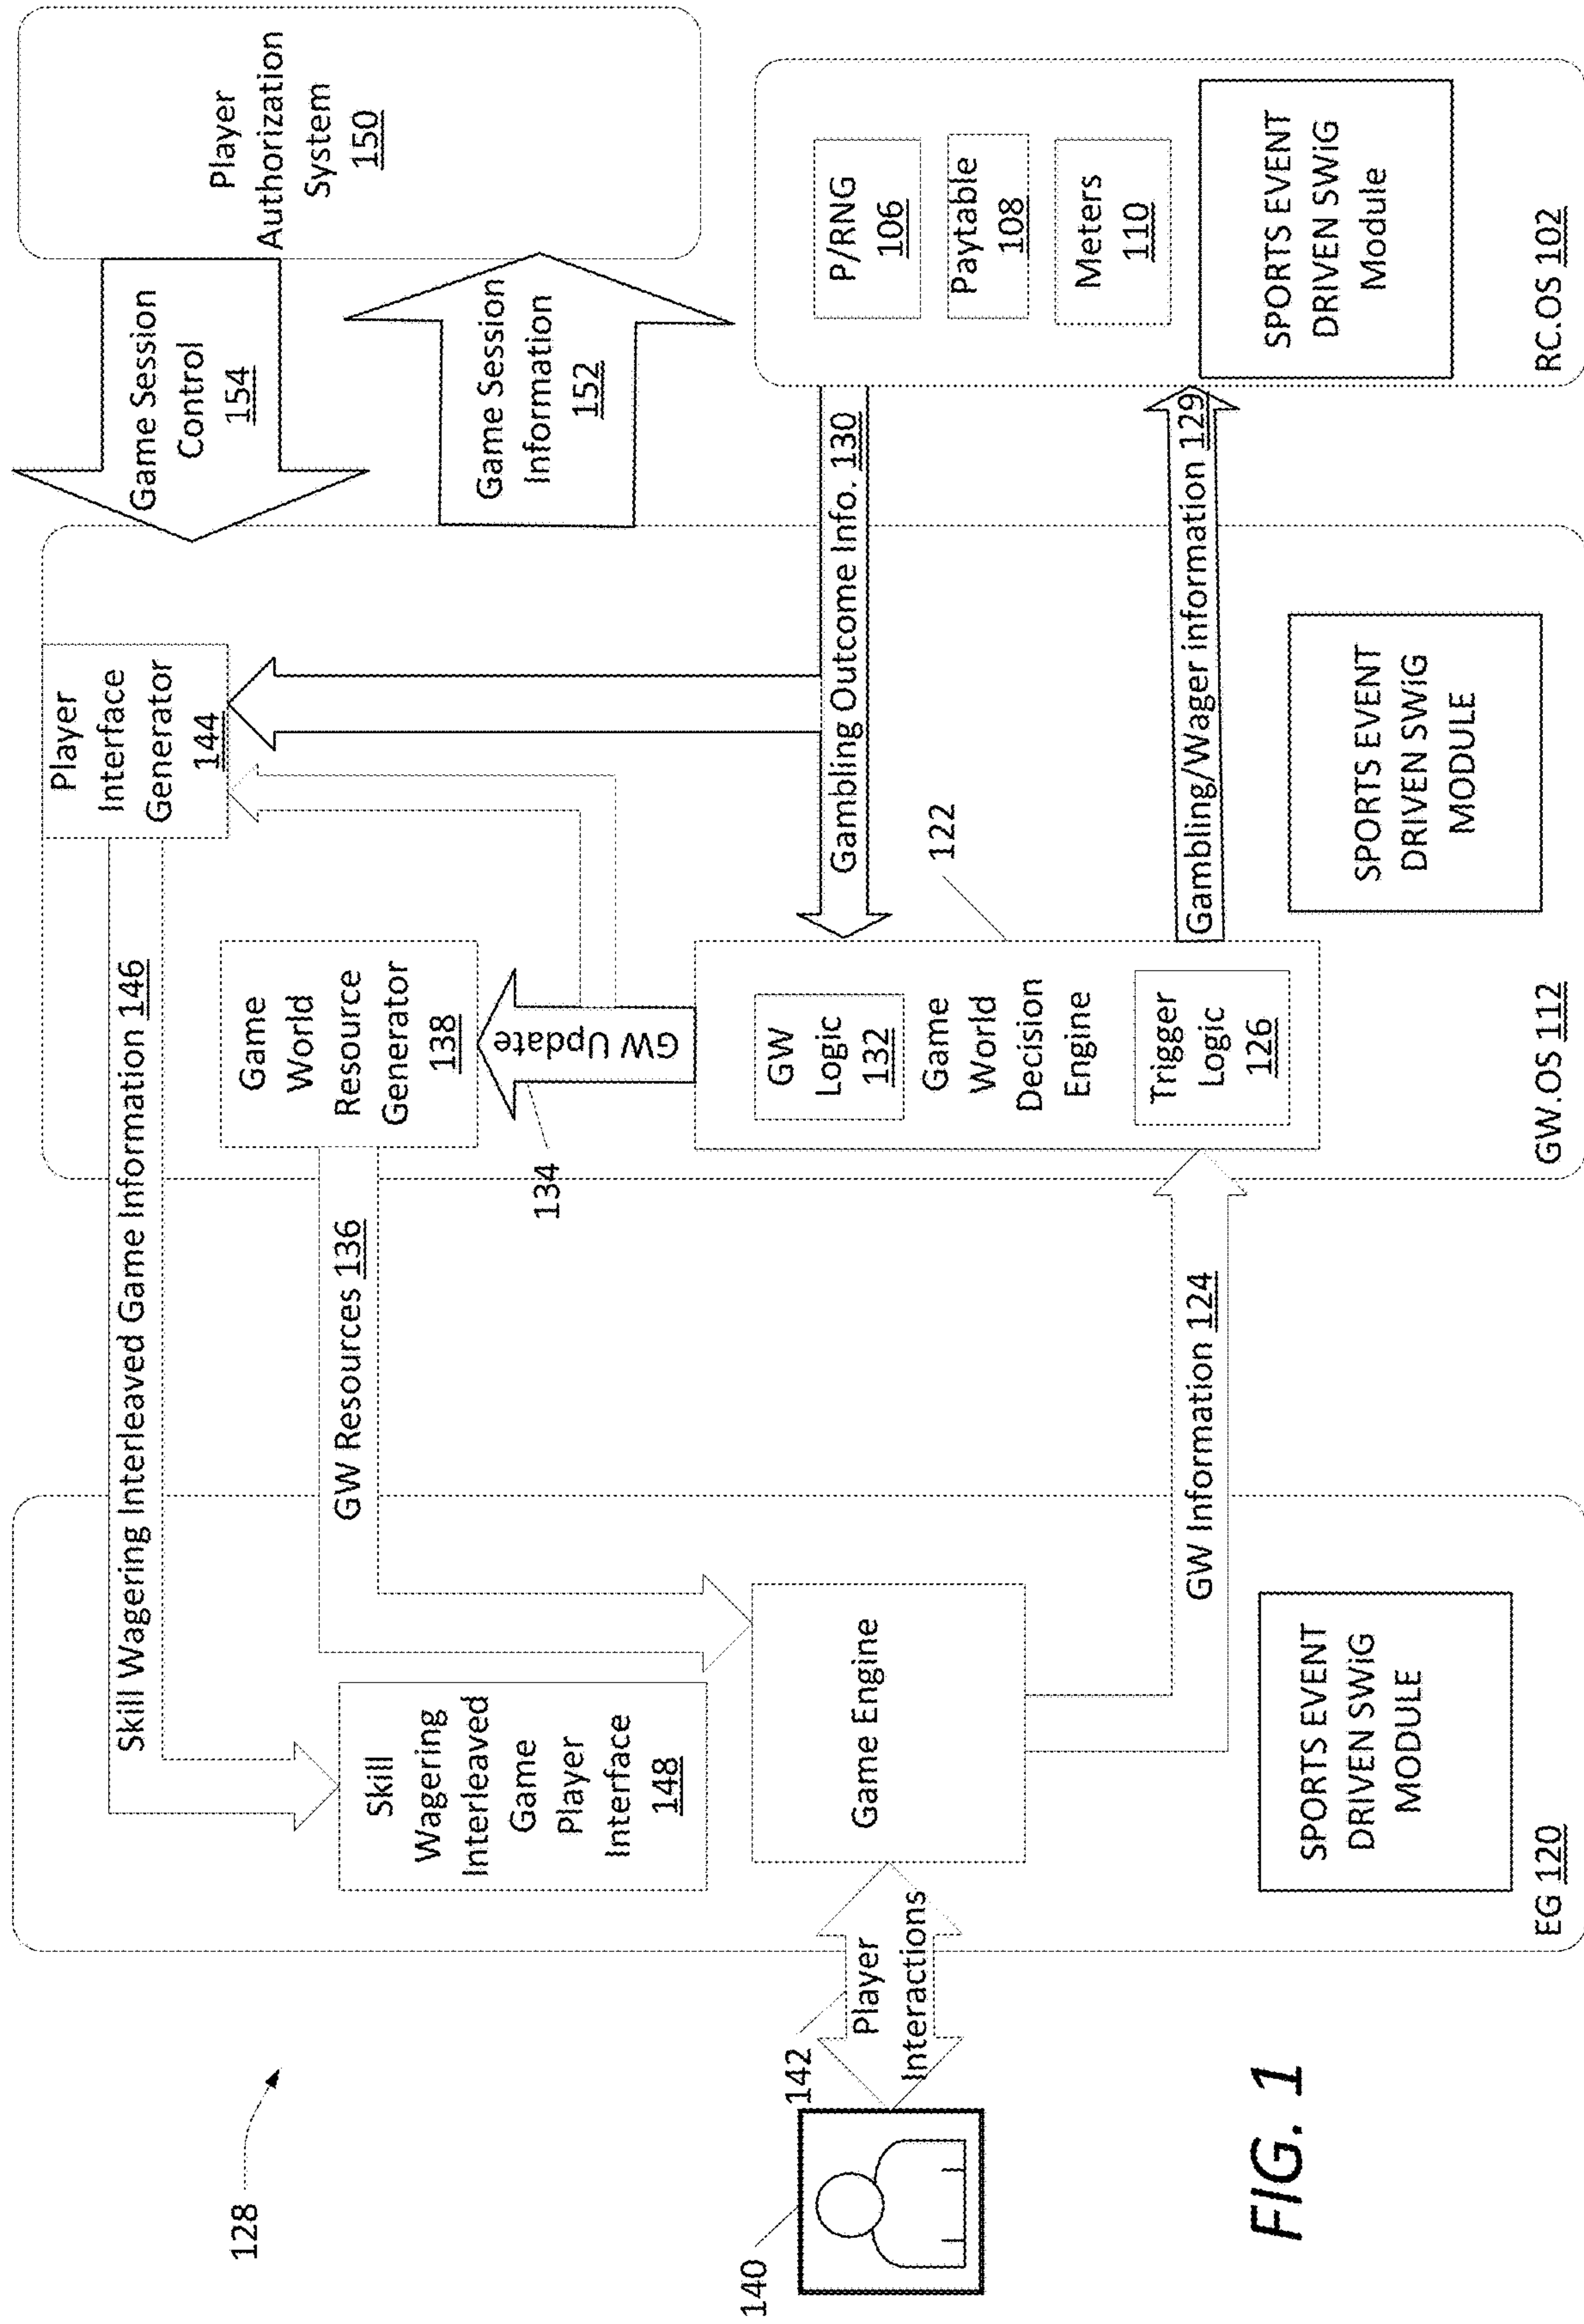 128
140
142
Player
Interactions
Skill Wagering Interleaved Game Information 146
Skill
Wagering
Interleaved
Game
Player
Interface
148
Game Engine
SPORTS EVENT
DRIVEN SWiG
MODULE
EG 120
GW Resources 136
GW Information 124
Player
Interface
Generator
144
Game
World
Resource
Generator
138
134
GW Update
GW
Logic
132
Game
World
Decision
Engine
Trigger
Logic
126
122
SPORTS EVENT
DRIVEN SWiG
MODULE
GW.OS 112
Game Session
Control
154
Game Session
Information
152
Gambling Outcome Info. 130
Gambling/Wager information 129
Player
Authorization
System
150
P/RNG
106
Paytable
108
Meters
110
SPORTS EVENT
DRIVEN SWiG
Module
RC.OS 102
FIG. 1